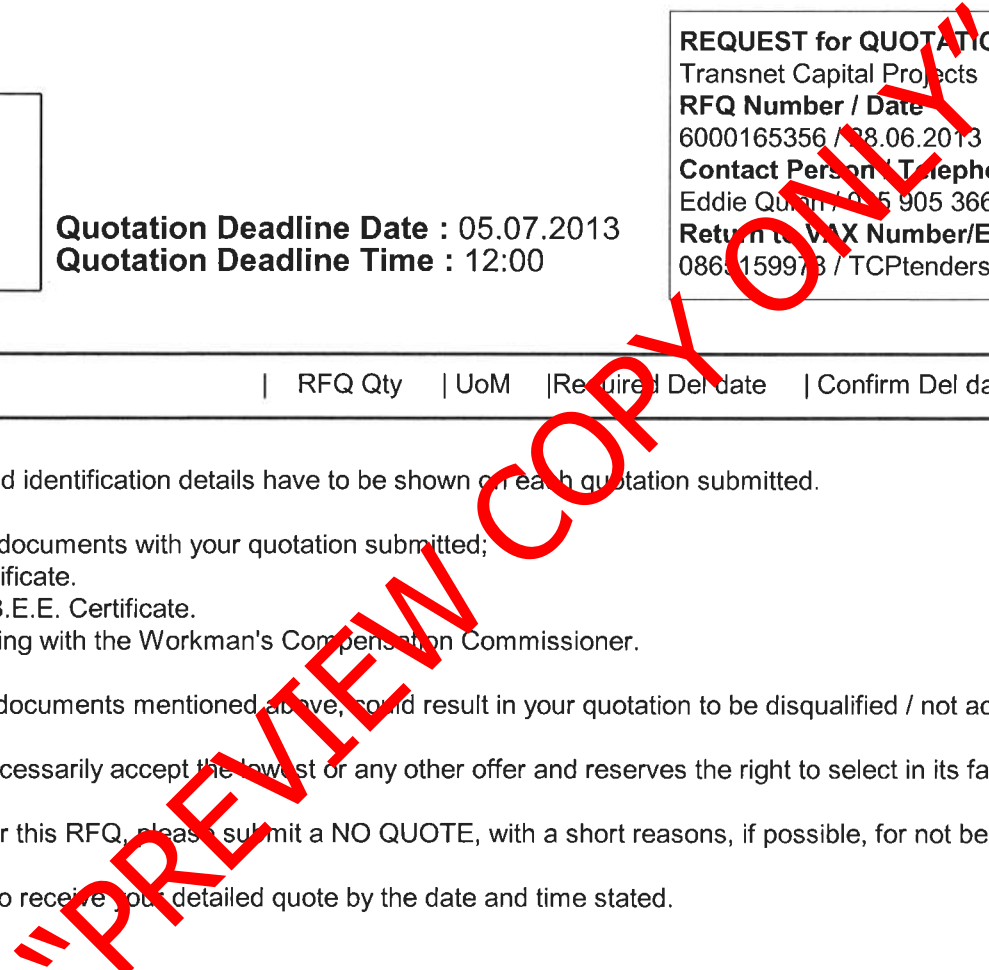 REQUEST for QUOTATIO
Transnet Capital Projects
RFQ Number / Date
6000165356 / 28.06.2013
Contact Person / Teleph
Eddie Quinn / 905 366
Quotation Deadline Date : 05.07.2013
Return to Number/E
Quotation Deadline Time : 12:00
/ TCPtenders
| RFQ Qty | UoM |Required Del date | Confirm Del da
d identification details have to be shown on each quotation submitted.
documents with your quotation submitted;
ificate.
B.E.E. Certificate.
ing with the Workman's Compensation Commissioner.
documents mentioned above, could result in your quotation to be disqualified / not ac
cessarily accept the lowest or any other offer and reserves the right to select in its fa
r this RFQ, please submit a NO QUOTE, with a short reasons, if possible, for not be
o receive your detailed quote by the date and time stated.
"PREVIEW COPY ONLY"